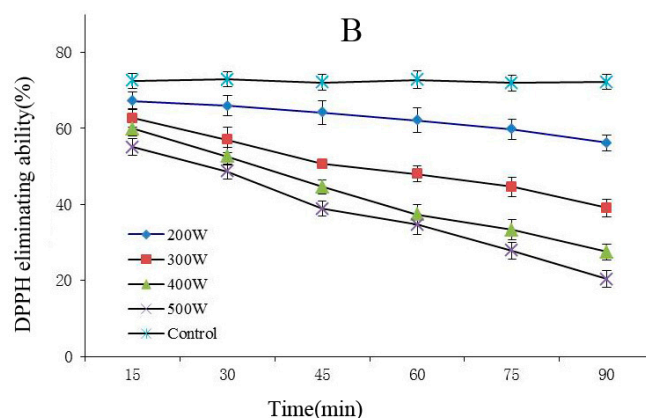 B
80
60
40
20
0
DPPH eliminating ability(%)
200W
300W
400W
500W
Control
15 30 45 60 75 90
Time(min)